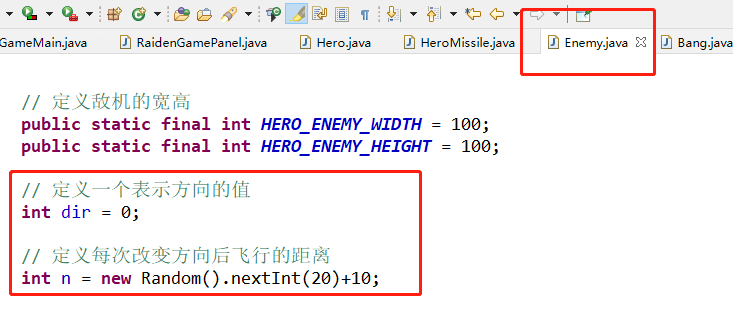 GameMain.java RaidenGamePanel.java Hero.java HeroMissile.java Enemy.java Bang.java
// 定义敌机的宽高
public static final int HERO_ENEMY_WIDTH = 100;
public static final int HERO_ENEMY_HEIGHT = 100;
// 定义一个表示方向的值
int dir = 0;
// 定义每次改变方向后飞行的距离
int n = new Random().nextInt(20)+10;